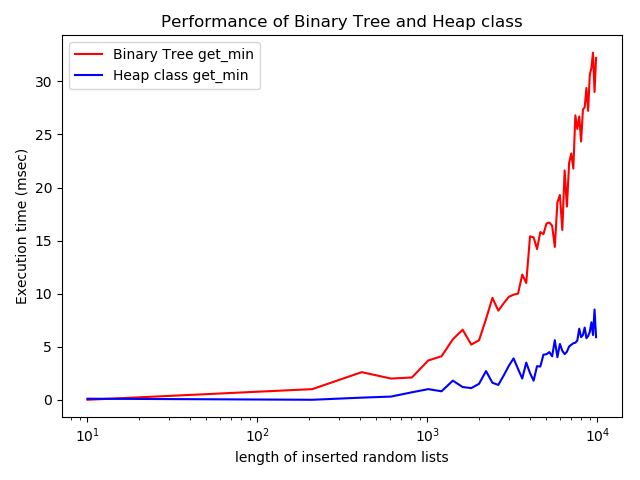 Performance of Binary Tree and Heap class
Binary Tree get_min
Heap class get_min
Execution time (msec)
30
25
20
15
10
5
0
10¹
10²
10³
10⁴
length of inserted random lists